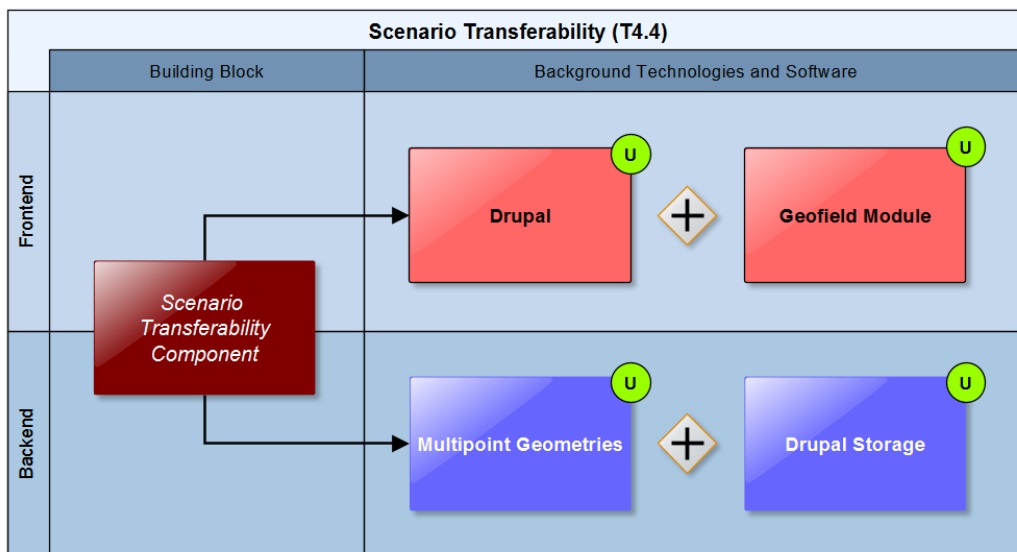 Scenario Transferability (T4.4)
Building Block
Background Technologies and Software
Frontend
U
U
Drupal
Geofield Module
Scenario
Transferability
Component
Backend
U
U
Multipoint Geometries
Drupal Storage